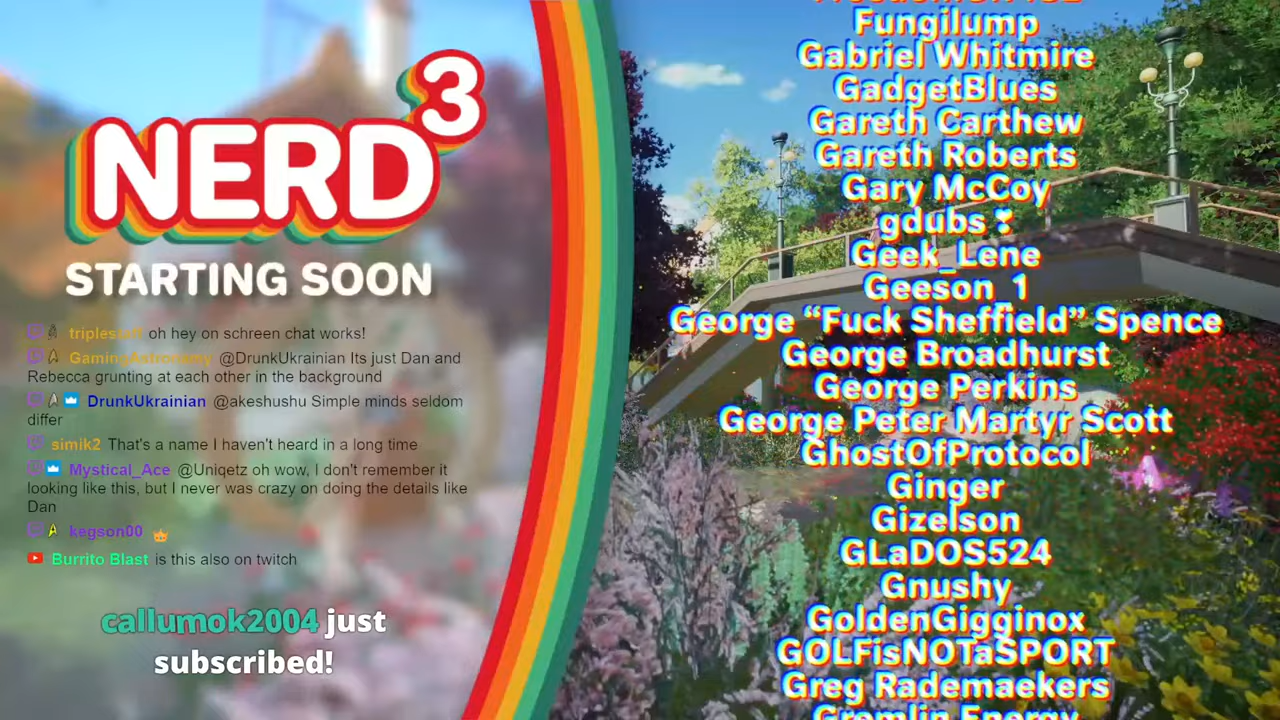 NERD3
STARTING SOON
oh hey on schreen chat works!
@DrunkUkrainian Its just Dan and
Rebecca grunting at each other in the background
DrunkUkrainian @akeshushu Simple minds seldom
differ
simik2 That's a name I haven't heard in a long time
Mystical_Ace @Uniqetz oh wow, I don't remember it
looking like this, but I never was crazy on doing the details like
Dan
kegson00
Burrito Blast is this also on twitch
callumok2004 just
subscribed!
Fungilump
Gabriel Whitmire
GadgetBlues
Gareth Carthew
Gareth Roberts
Gary McCoy
gdubs
Geek_Lene
Geeson_1
George “Fuck Sheffield” Spence
George Broadhurst
George Perkins
George Peter Martyr Scott
GhostOfProtocol
Ginger
Gizelson
GLaDOS524
Gnushy
GoldenGigginox
GOLFisNOTaSPORT
Greg Rademaekers
Gremlin Energy